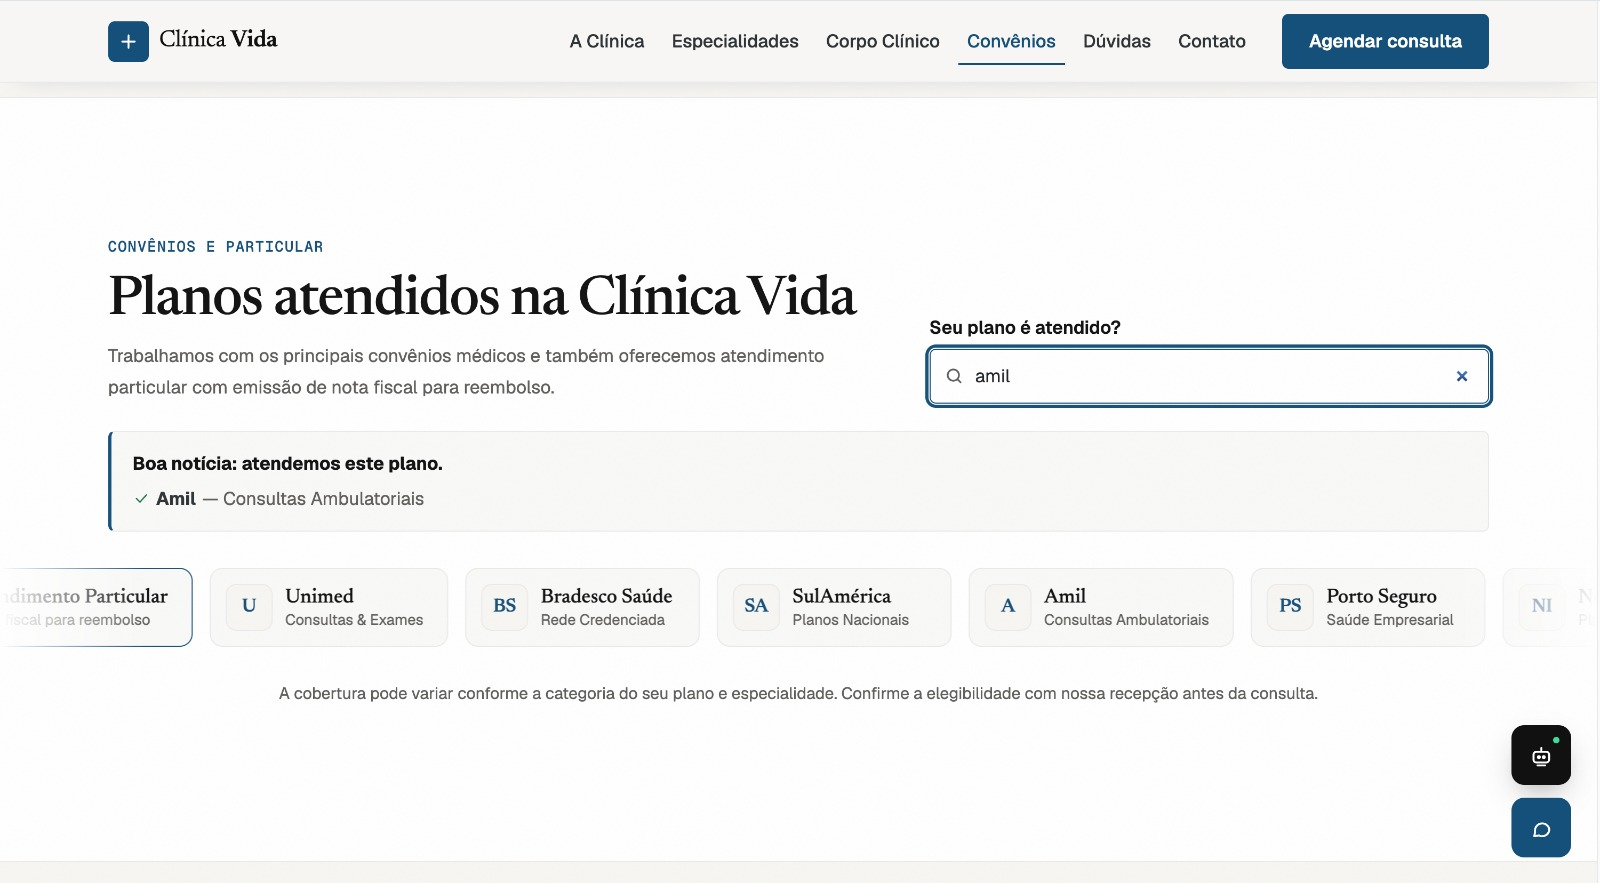 Clínica Vida
A Clínica
Especialidades
Corpo Clínico
Convênios
Dúvidas
Contato
Agendar consulta
CONVÊNIOS E PARTICULAR
Planos atendidos na Clínica Vida
Trabalhamos com os principais convênios médicos e também oferecemos atendimento
particular com emissão de nota fiscal para reembolso.
Seu plano é atendido?
amil
Boa notícia: atendemos este plano.
Amil — Consultas Ambulatoriais
dimento Particular
fiscal para reembolso
U
Unimed
Consultas & Exames
BS
Bradesco Saúde
Rede Credenciada
SA
SulAmérica
Planos Nacionais
A
Amil
Consultas Ambulatoriais
PS
Porto Seguro
Saúde Empresarial
NI
A cobertura pode variar conforme a categoria do seu plano e especialidade. Confirme a elegibilidade com nossa recepção antes da consulta.